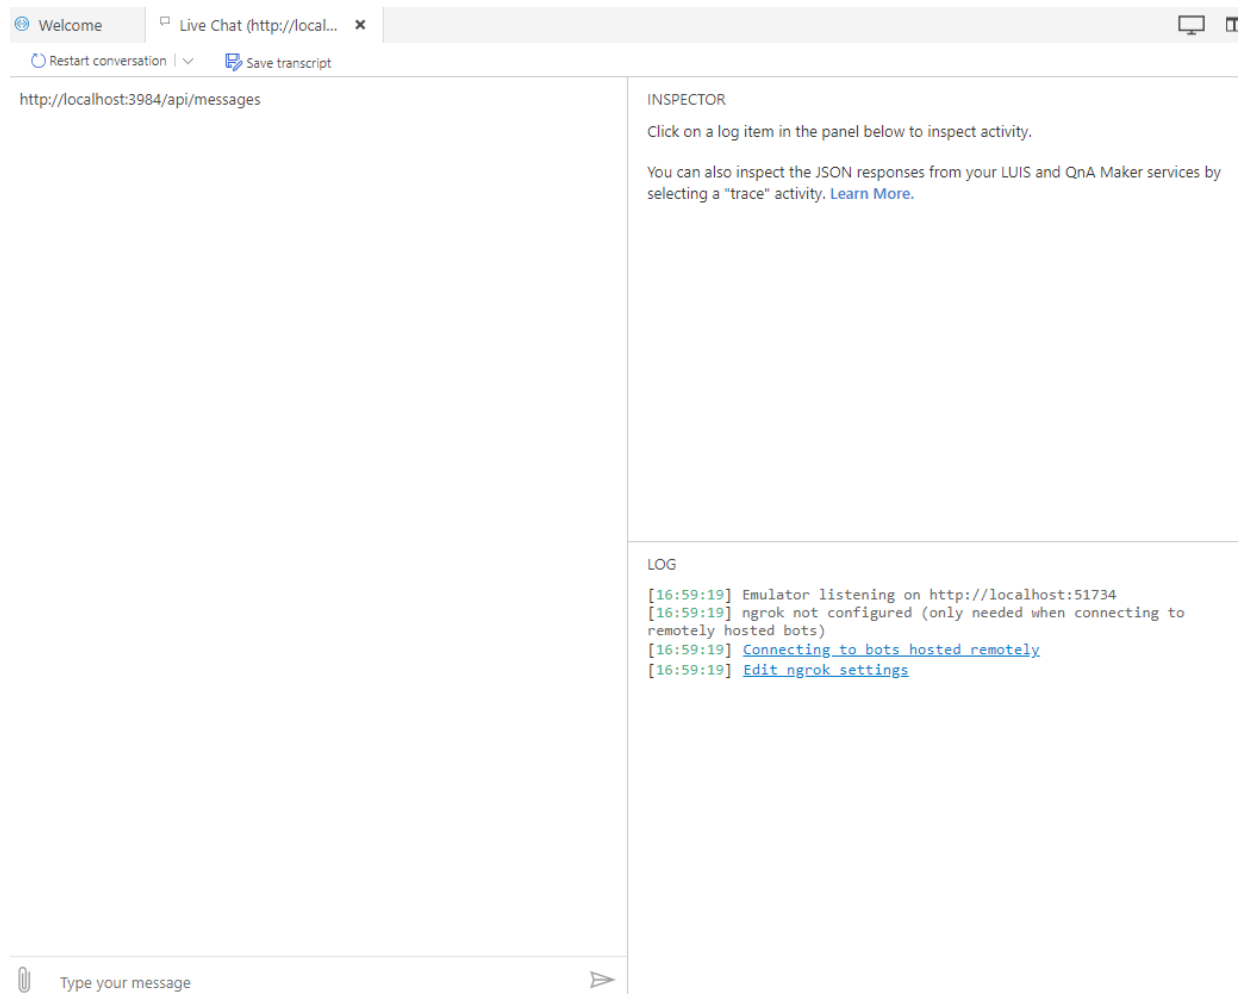 Welcome
Live Chat (http://local...
Restart conversation
Save transcript
http://localhost:3984/api/messages
INSPECTOR
Click on a log item in the panel below to inspect activity.
You can also inspect the JSON responses from your LUIS and QnA Maker services by
selecting a "trace" activity. Learn More.
LOG
[16:59:19] Emulator listening on http://localhost:51734
[16:59:19] ngrok not configured (only needed when connecting to
remotely hosted bots)
[16:59:19] Connecting to bots hosted remotely
[16:59:19] Edit ngrok settings
Type your message